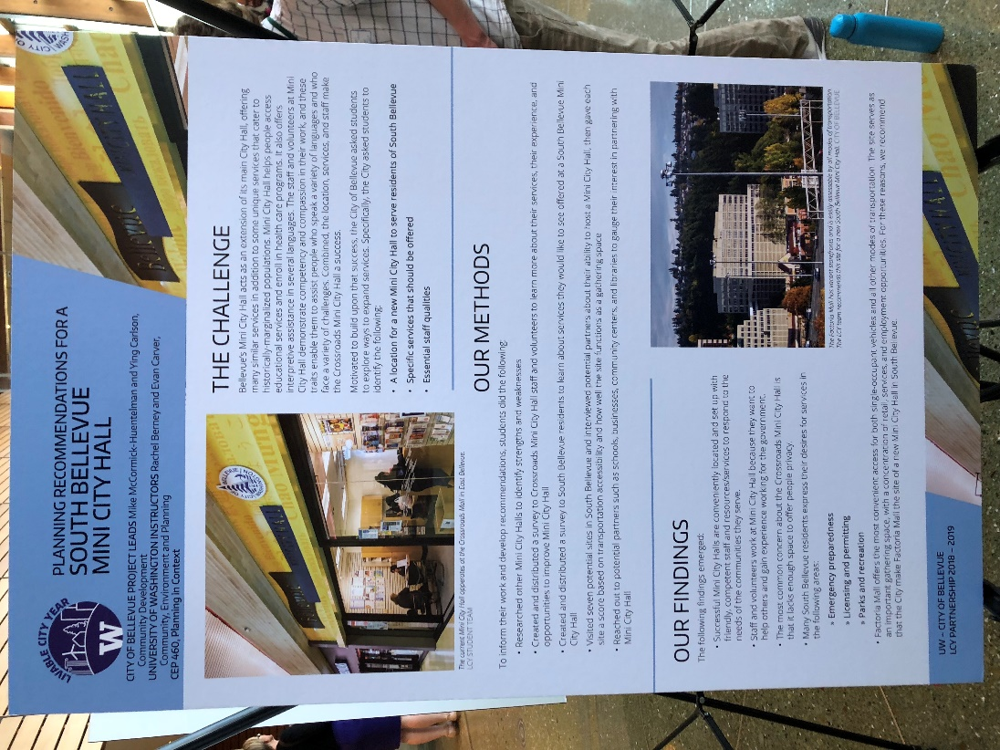 LIVABLE CITY YEAR
W
PLANNING RECOMMENDATIONS FOR A
SOUTH BELLEVUE
MINI CITY HALL
CITY OF BELLEVUE PROJECT LEADS Mike McCormick-Huentelman and Ying Carlson,
Community Development
UNIVERSITY OF WASHINGTON INSTRUCTORS Rachel Berney and Evan Carver,
Community, Environment and Planning
CEP 460, Planning in Context
The current Mini City Hall opperates at the Crossroads Mall in East Bellevue.
LCY STUDENT TEAM
THE CHALLENGE
Bellevue's Mini City Hall acts as an extension of its main City Hall, offering
many similar services in addition to some unique services that cater to
historically-marginalized populations. Mini City Hall helps people access
educational services and enroll in health care programs. It also offers
interpretive assistance in several languages. The staff and volunteers at Mini
City Hall demonstrate competency and compassion in their work, and these
traits enable them to assist people who speak a variety of languages and who
face a variety of challenges. Combined, the location, services, and staff make
the Crossroads Mini City Hall a success.
Motivated to build upon that success, the City of Bellevue asked students
to explore ways to expand services. Specifically, the City asked students to
identify the following:
• A location for a new Mini City Hall to serve residents of South Bellevue
• Specific services that should be offered
• Essential staff qualities
OUR METHODS
To inform their work and develop recommendations, students did the following:
• Researched other Mini City Halls to identify strengths and weaknesses
• Created and distributed a survey to Crossroads Mini City Hall staff and volunteers to learn more about their services, their experience, and
opportunities to improve Mini City Hall
• Created and distributed a survey to South Bellevue residents to learn about services they would like to see offered at a South Bellevue Mini
City Hall
• Visited seven potential sites in South Bellevue and interviewed potential partners about their ability to host a Mini City Hall, then gave each
site a score based on transportation accessibility and how well the site functions as a gathering space
• Reached out to potential partners such as schools, businesses, community centers, and libraries to gauge their interest in partnering with
Mini City Hall
OUR FINDINGS
The following findings emerged:
• Successful Mini City Halls are conveniently located and set up with
friendly, competent staff and resources/services to respond to the
needs of the communities they serve.
• Staff and volunteers work at Mini City Hall because they want to
help others and gain experience working for the government.
• The most common concern about at the Crossroads Mini City Hall is
that it lacks enough space to offer people privacy.
• Many South Bellevue residents express their desires for services in
the following areas:
» Emergency preparedness
» Licensing and permitting
» Parks and recreation
The Factoria Mall has vacant storefronts and is easily assessable by all modes of transportation.
The LCY team recommends this site for a new South Bellevue Mini City Hall. CITY OF BELLEVUE
• Factoria Mall offers the most convenient access for both single-occupant vehicles and all other modes of transportation. The site serves as
an important gathering space, with a concentration of retail, services, and employment opportunities. For these reasons, we recommend
that the City make Factoria Mall the site of a new Mini City Hall in South Bellevue.
UW – CITY OF BELLEVUE
LCY PARTNERSHIP 2018 – 2019